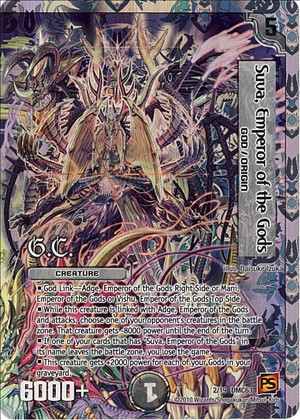 5
Suva, Emperor of the Gods
GOD / ORIGIN
G.C.
illus. Daisuke Izuka
CREATURE
■ God Link—Adge, Emperor of the Gods Right Side or Mani,
Emperor of the Gods or Vishu, Emperor of the Gods Top Side.
■ While this creature is linked with Adge, Emperor of the Gods
and attacks, choose one of your opponent's creatures in the battle
zone. That creature gets -8000 power until the end of the turn.
■ If one of your cards that has "Suva, Emperor of the Gods" in
its name leaves the battle zone, you lose the game.
■ This creature gets +2000 power for each of your Gods in your
graveyard.
6000+
T
2/18
©2010 Wizards/Shogakukan/Mitsui-Kids